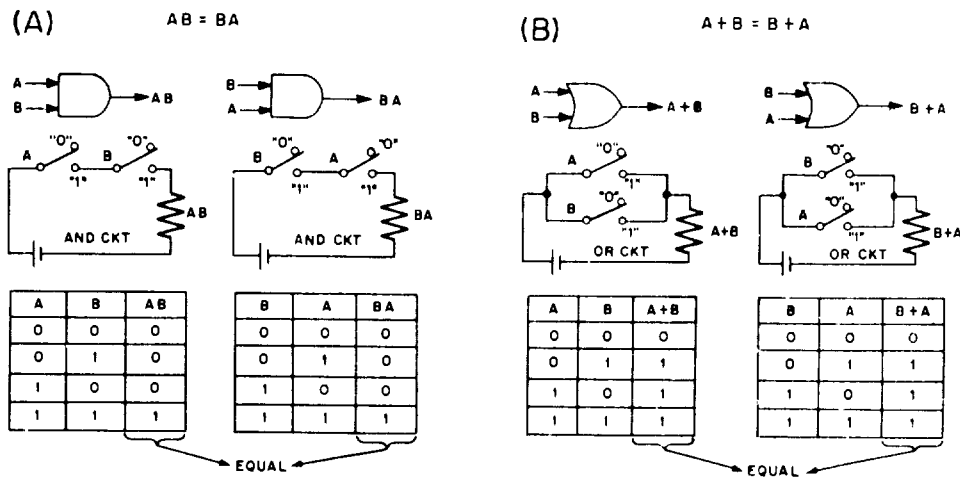 (A)
AB = BA
A
B
AB
B
A
BA
A "0" B "0"
"1" "1"
AB
AND CKT
B "0" A "0"
"1" "1"
BA
AND CKT
A B AB
0 0 0
0 1 0
1 0 0
1 1 1
B A BA
0 0 0
0 1 0
1 0 0
1 1 1
EQUAL
(B)
A+B = B+A
A
B
A+B
B
A
B+A
A "0"
"1"
B "0"
"1"
A+B
OR CKT
B "0"
"1"
A "0"
"1"
B+A
OR CKT
A B A+B
0 0 0
0 1 1
1 0 1
1 1 1
B A B+A
0 0 0
0 1 1
1 0 1
1 1 1
EQUAL